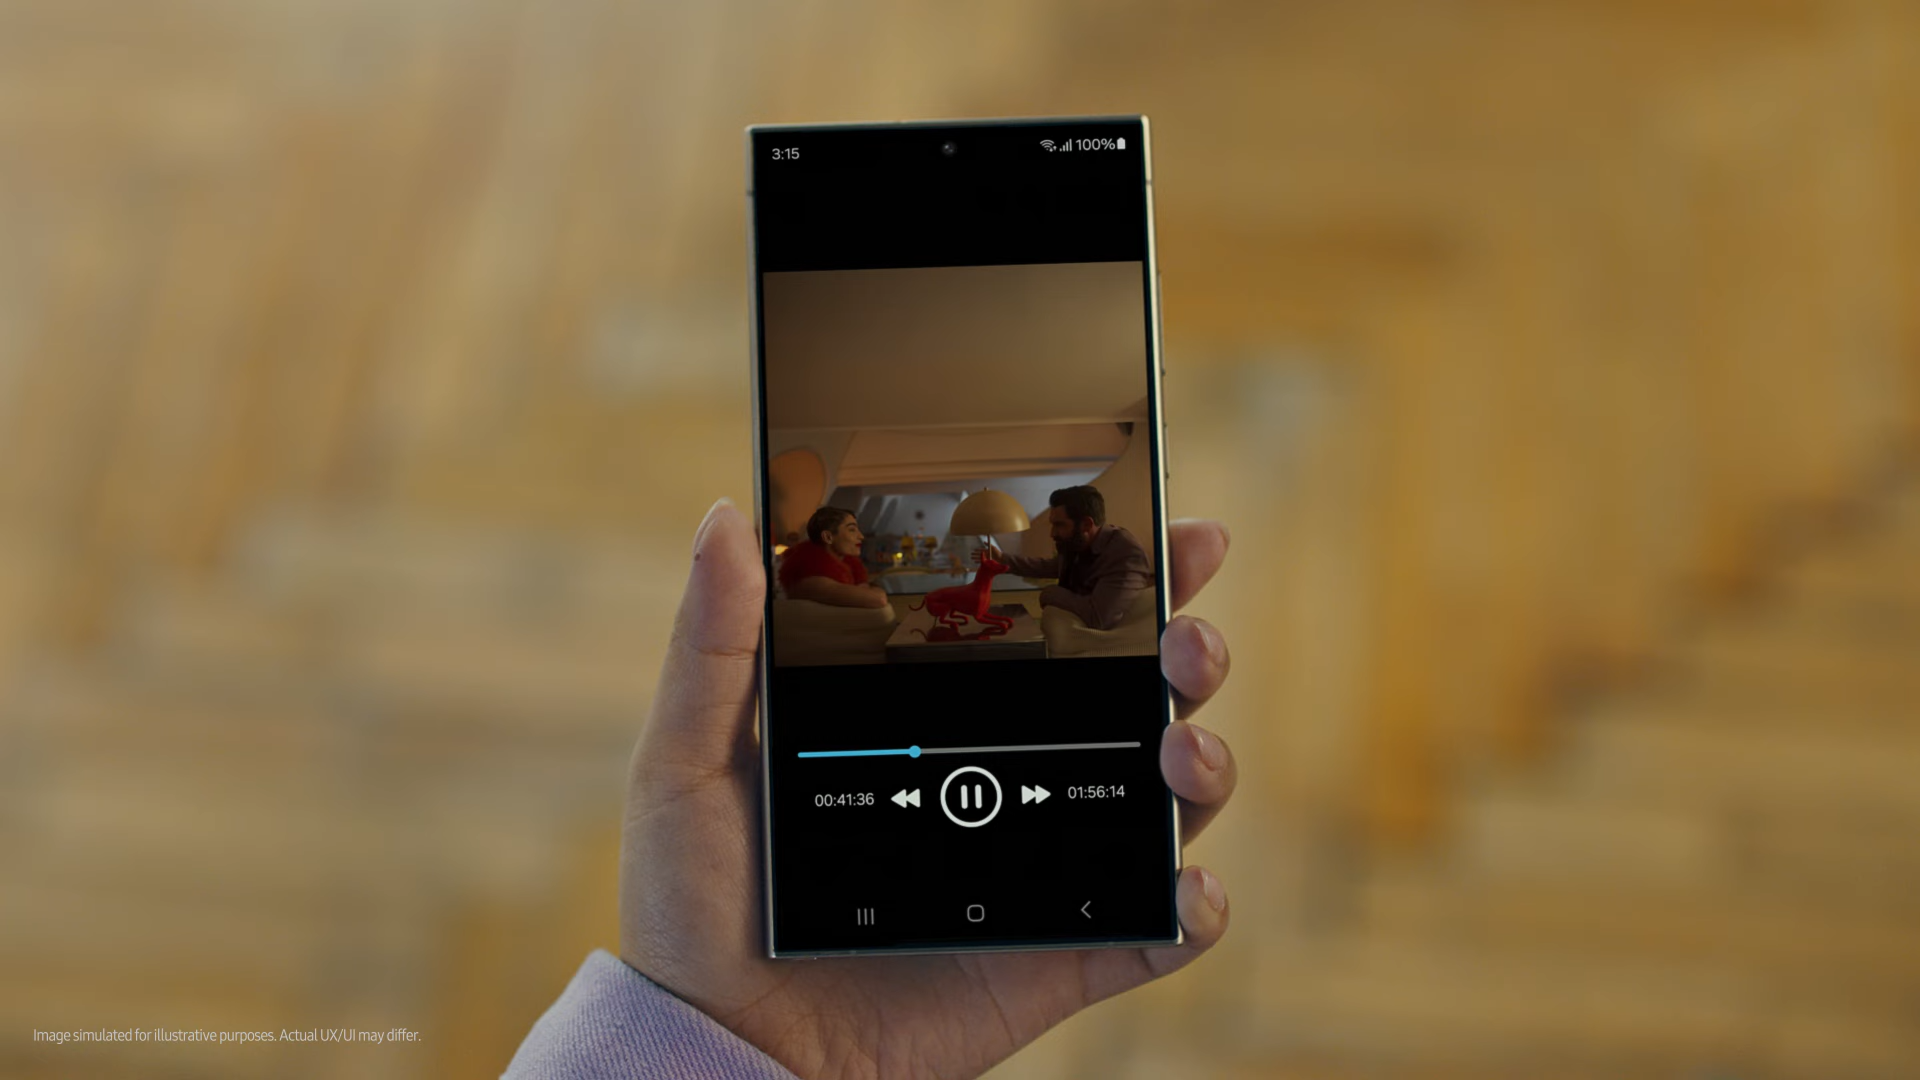 3:15
100%
00:41:36
01:56:14
Image simulated for illustrative purposes. Actual UX/UI may differ.